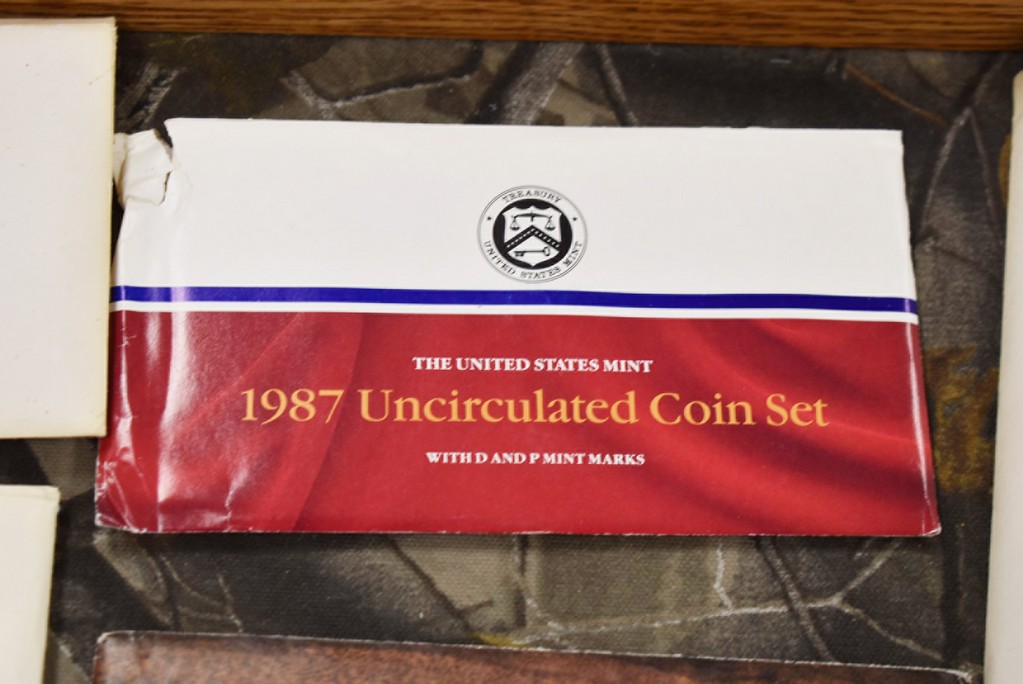 TREASURY
UNITED STATES MINT
THE UNITED STATES MINT
1987 Uncirculated Coin Set
WITH D AND P MINT MARKS